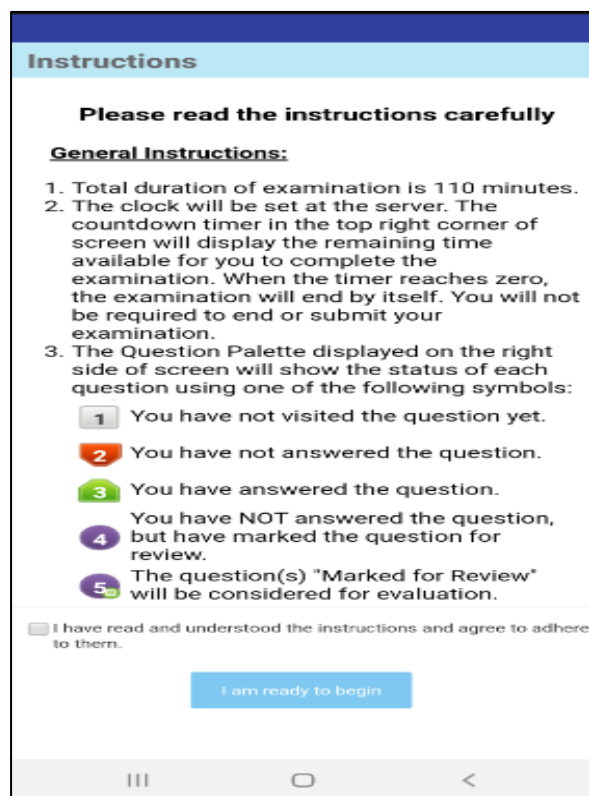 Instructions
Please read the instructions carefully
General Instructions:
1. Total duration of examination is 110 minutes.
2. The clock will be set at the server. The
countdown timer in the top right corner of
screen will display the remaining time
available for you to complete the
examination. When the timer reaches zero,
the examination will end by itself. You will not
be required to end or submit your
examination.
3. The Question Palette displayed on the right
side of screen will show the status of each
question using one of the following symbols:
1 You have not visited the question yet.
2 You have not answered the question.
3 You have answered the question.
You have NOT answered the question,
4 but have marked the question for
review.
5 The question(s) "Marked for Review"
will be considered for evaluation.
I have read and understood the instructions and agree to adhere
to them.
I am ready to begin